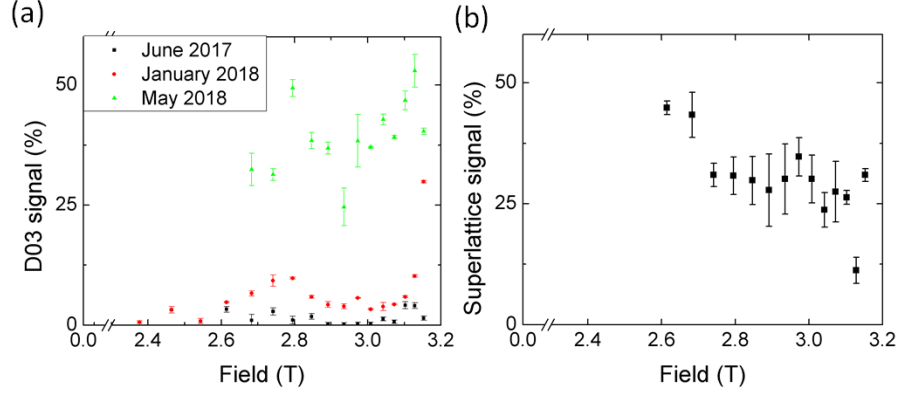 (a)
June 2017
January 2018
May 2018
50
25
0
D03 signal (%)
0.0 2.4 2.6 2.8 3.0 3.2
Field (T)
(b)
50
25
0
Superlattice signal (%)
0.0 2.4 2.6 2.8 3.0 3.2
Field (T)